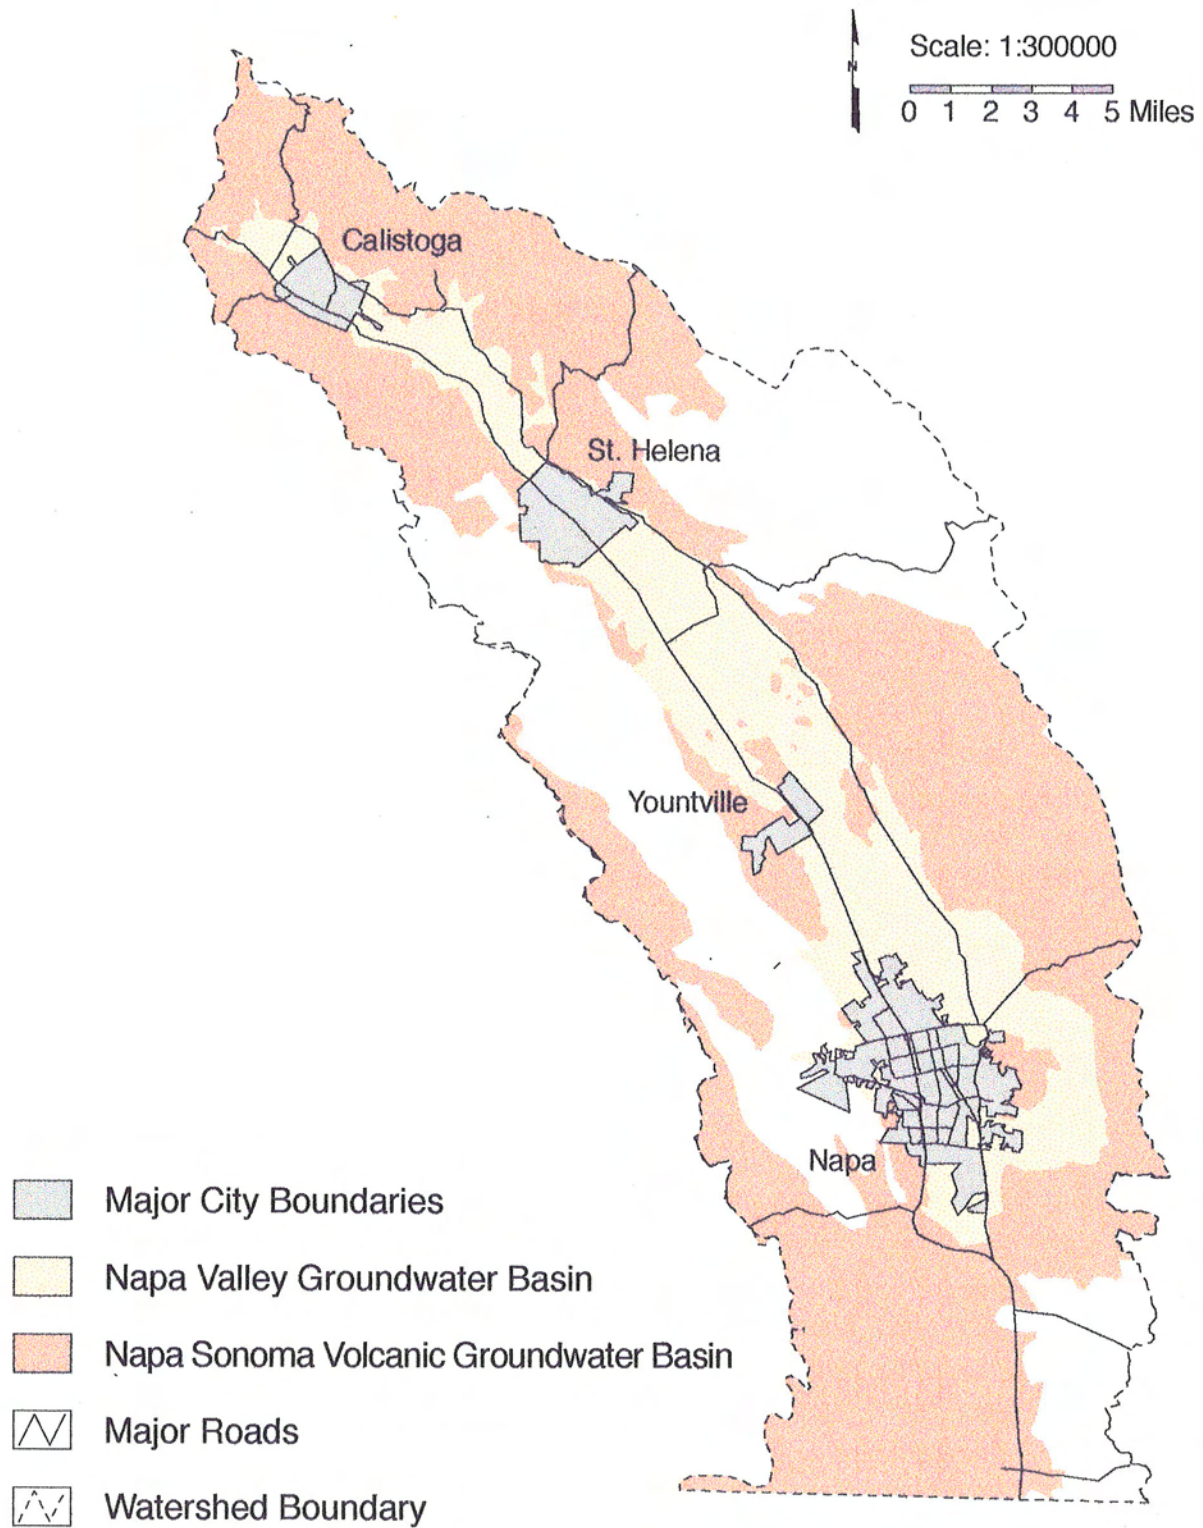 Scale: 1:300000
N
0 1 2 3 4 5 Miles
Calistoga
St. Helena
Yountville
Napa
Major City Boundaries
Napa Valley Groundwater Basin
Napa Sonoma Volcanic Groundwater Basin
Major Roads
Watershed Boundary